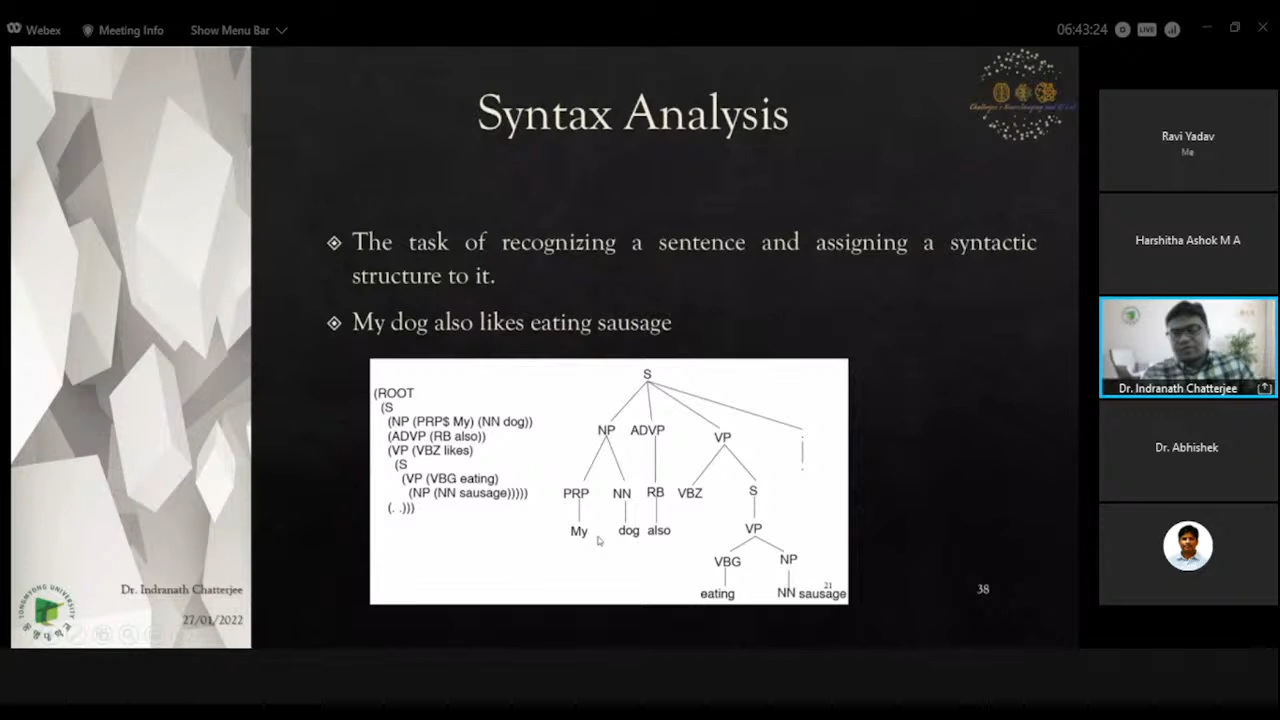 Webex
Meeting Info
Show Menu Bar
06:43:24
LIVE
Syntax Analysis
The task of recognizing a sentence and assigning a syntactic
structure to it.
My dog also likes eating sausage
(ROOT
(S
(NP (PRP$ My) (NN dog))
(ADVP (RB also))
(VP (VBZ likes)
(S
(VP (VBG eating)
(NP (NN sausage)))))
(. .)))
S
NP ADVP VP .
PRP NN RB VBZ S
My dog also VP
VBG NP
21
eating NN sausage
Dr. Indranath Chatterjee
27/01/2022
38
Ravi Yadav
Me
Harshitha Ashok M A
Dr. Indranath Chatterjee
Dr. Abhishek